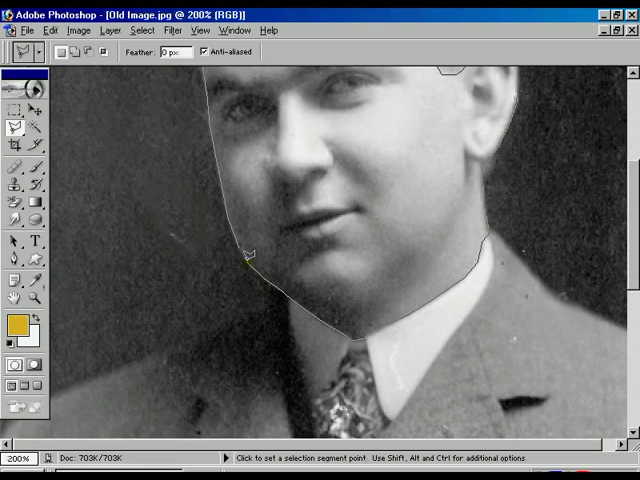 Adobe Photoshop - [Old Image.jpg @ 200% (RGB)]
File Edit Image Layer Select Filter View Window Help
Feather: 0 px Anti-aliased
T
200% Doc: 703K/703K Click to set a selection segment point. Use Shift, Alt and Ctrl for additional options.